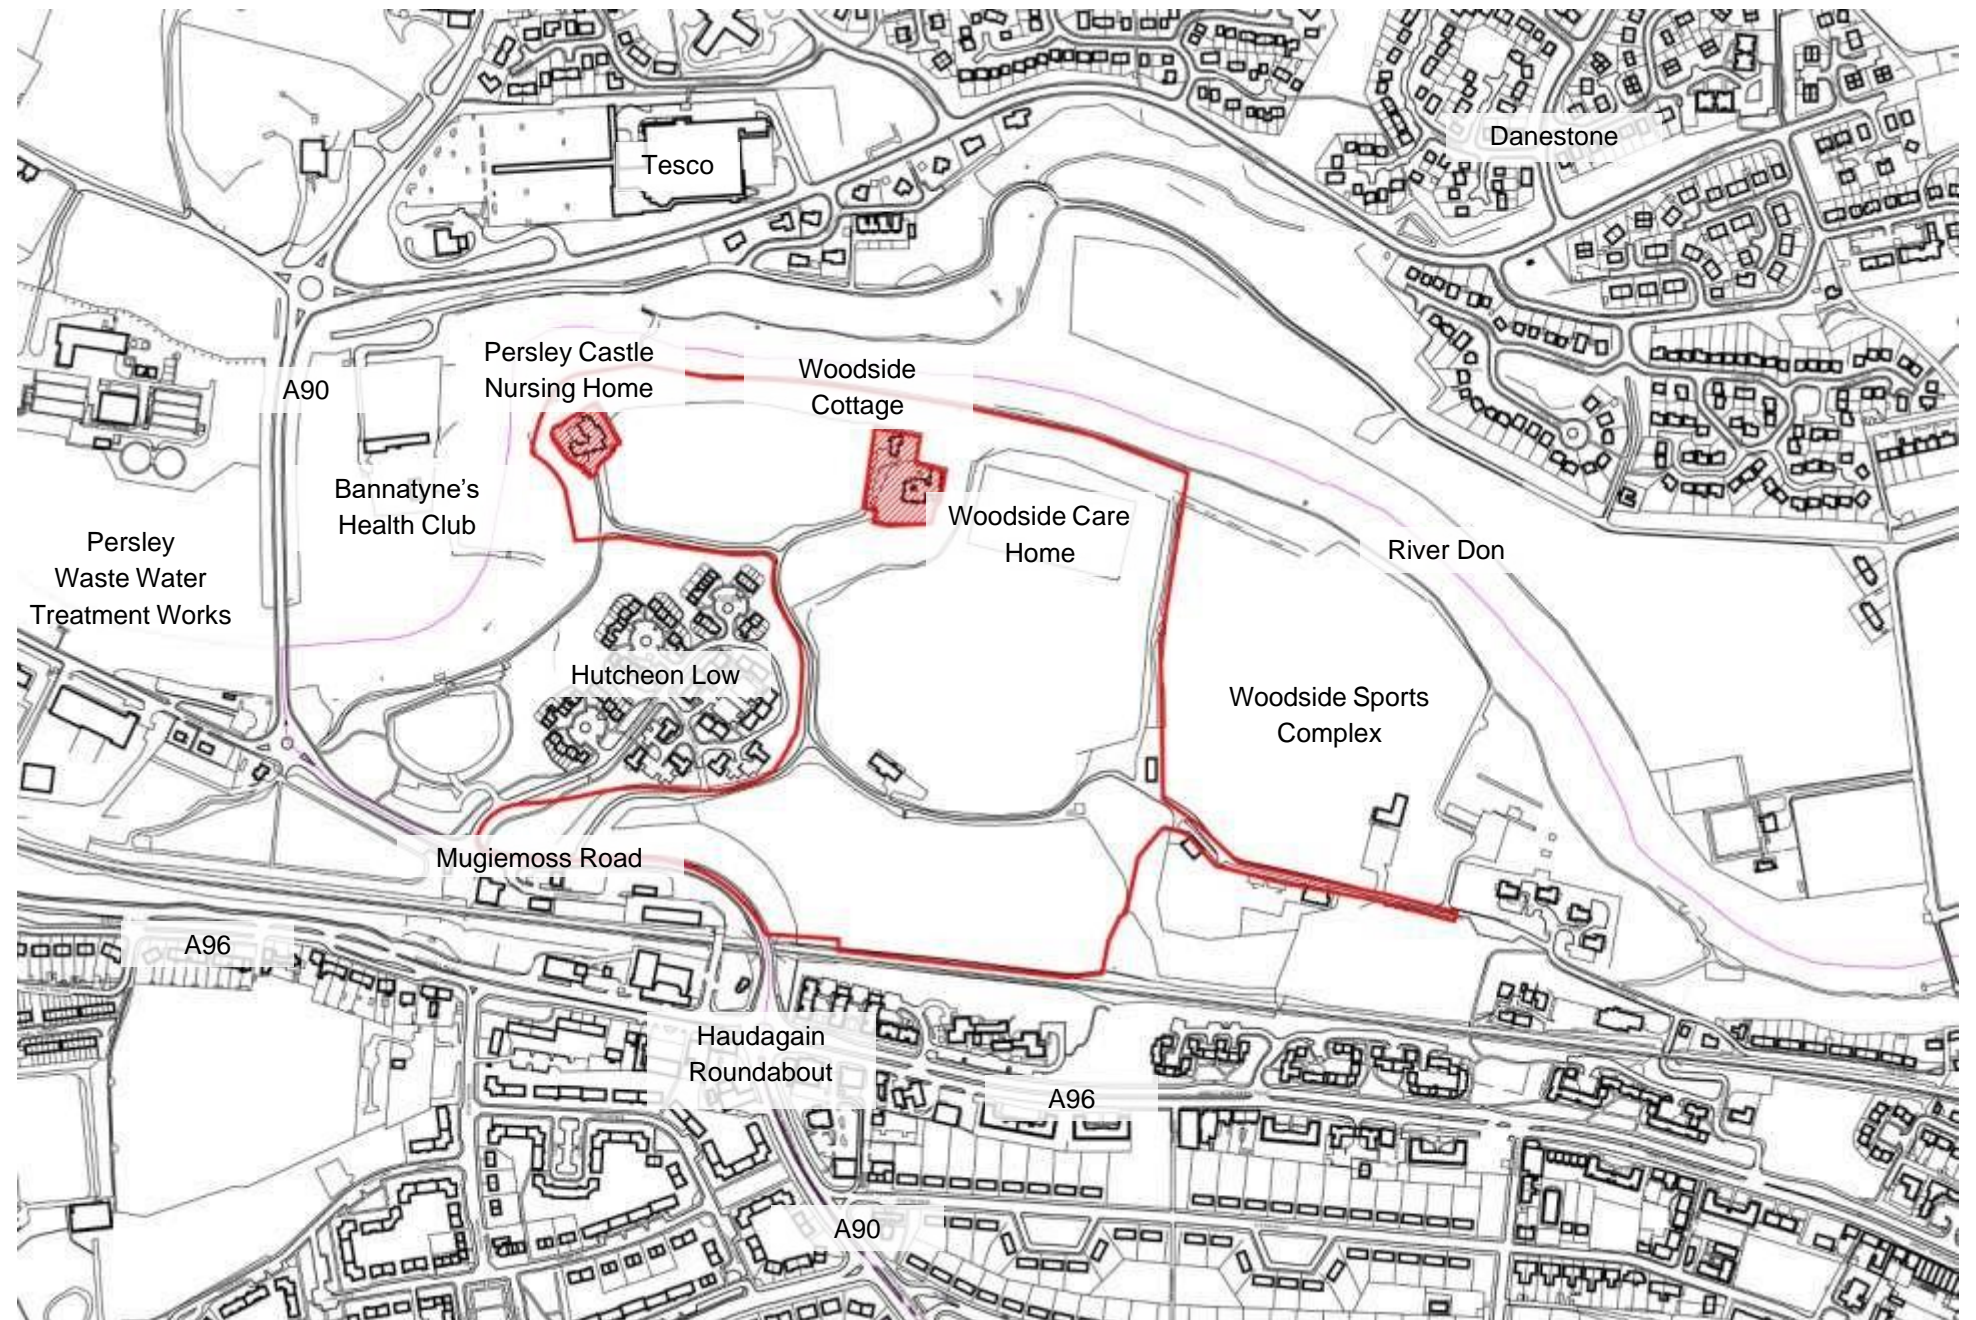 Danestone
Tesco
Persley Castle
Nursing Home
Woodside
Cottage
A90
Bannatyne's
Health Club
Woodside Care
Home
Persley
Waste Water
Treatment Works
River Don
Hutcheon Low
Woodside Sports
Complex
Mugiemoss Road
A96
Haudagain
Roundabout
A96
A90